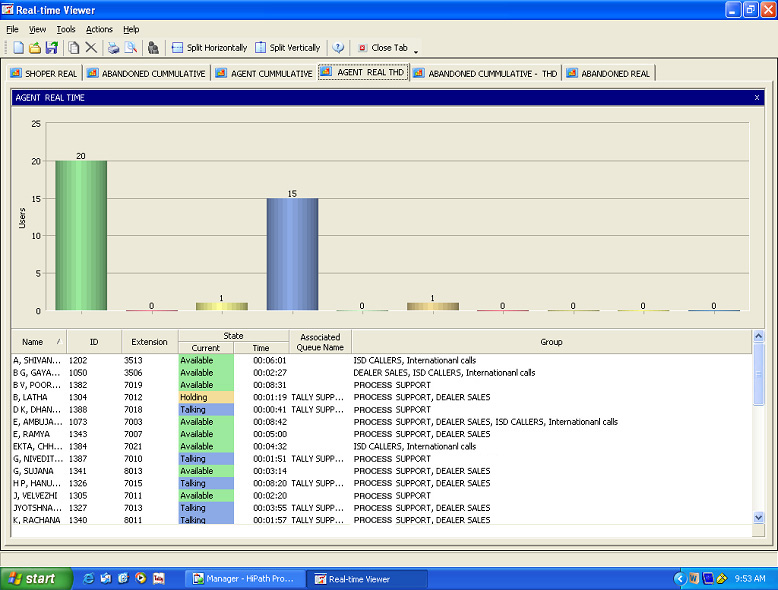 Real-time Viewer
File View Tools Actions Help
Split Horizontally Split Vertically Close Tab
SHOPER REAL ABANDONED CUMMULATIVE AGENT CUMMULATIVE AGENT REAL THD ABANDONED CUMMULATIVE - THD ABANDONED REAL
AGENT REAL TIME x
25
20
15
10
5
0
Users
20 0 1 15 0 1 0 0 0 0
Name / ID Extension State Associated Queue Name Group
Current Time
A, SHIVAN... 1202 3513 Available 00:06:01 ISD CALLERS, Internationanl calls
B G, GAYA... 1050 3506 Available 00:02:27 DEALER SALES, ISD CALLERS, Internationanl calls
B V, POOR... 1382 7019 Available 00:08:31 PROCESS SUPPORT
B, LATHA 1304 7012 Holding 00:01:19 TALLY SUPP... PROCESS SUPPORT, DEALER SALES
D K, DHAN... 1388 7018 Talking 00:00:41 TALLY SUPP... PROCESS SUPPORT
E, AMBUJA... 1073 7003 Available 00:08:42 PROCESS SUPPORT, DEALER SALES, ISD CALLERS, Internationanl calls
E, RAMYA 1343 7007 Available 00:05:00 PROCESS SUPPORT, DEALER SALES
EKTA, CHH... 1384 7021 Available 00:04:32 ISD CALLERS, Internationanl calls
G, NIVEDIT... 1387 7010 Talking 00:01:51 TALLY SUPP... PROCESS SUPPORT
G, SUJANA 1341 8013 Available 00:03:14 PROCESS SUPPORT, DEALER SALES
H P, HANU... 1326 7015 Talking 00:08:20 TALLY SUPP... PROCESS SUPPORT, DEALER SALES
J, VELVEZHI 1305 7011 Available 00:02:20 PROCESS SUPPORT
JYOTSHNA... 1327 7013 Talking 00:03:55 TALLY SUPP... PROCESS SUPPORT, DEALER SALES
K, RACHANA 1340 8011 Talking 00:01:57 TALLY SUPP... PROCESS SUPPORT, DEALER SALES
start Manager - HiPath Pro... Real-time Viewer 9:53 AM